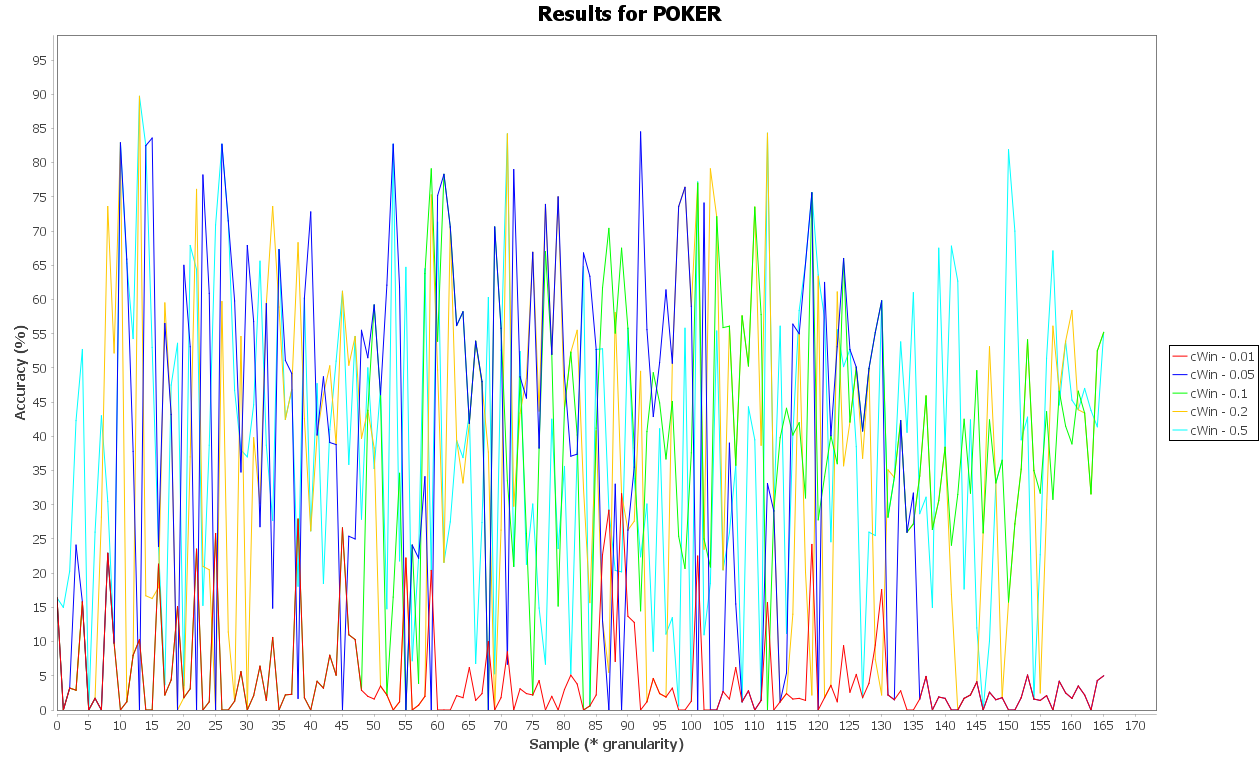 Results for POKER
Accuracy (%)
95
90
85
80
75
70
65
60
55
50
45
40
35
30
25
20
15
10
5
0
0 5 10 15 20 25 30 35 40 45 50 55 60 65 70 75 80 85 90 95 100 105 110 115 120 125 130 135 140 145 150 155 160 165 170
Sample (* granularity)
cWin - 0.01
cWin - 0.05
cWin - 0.1
cWin - 0.2
cWin - 0.5